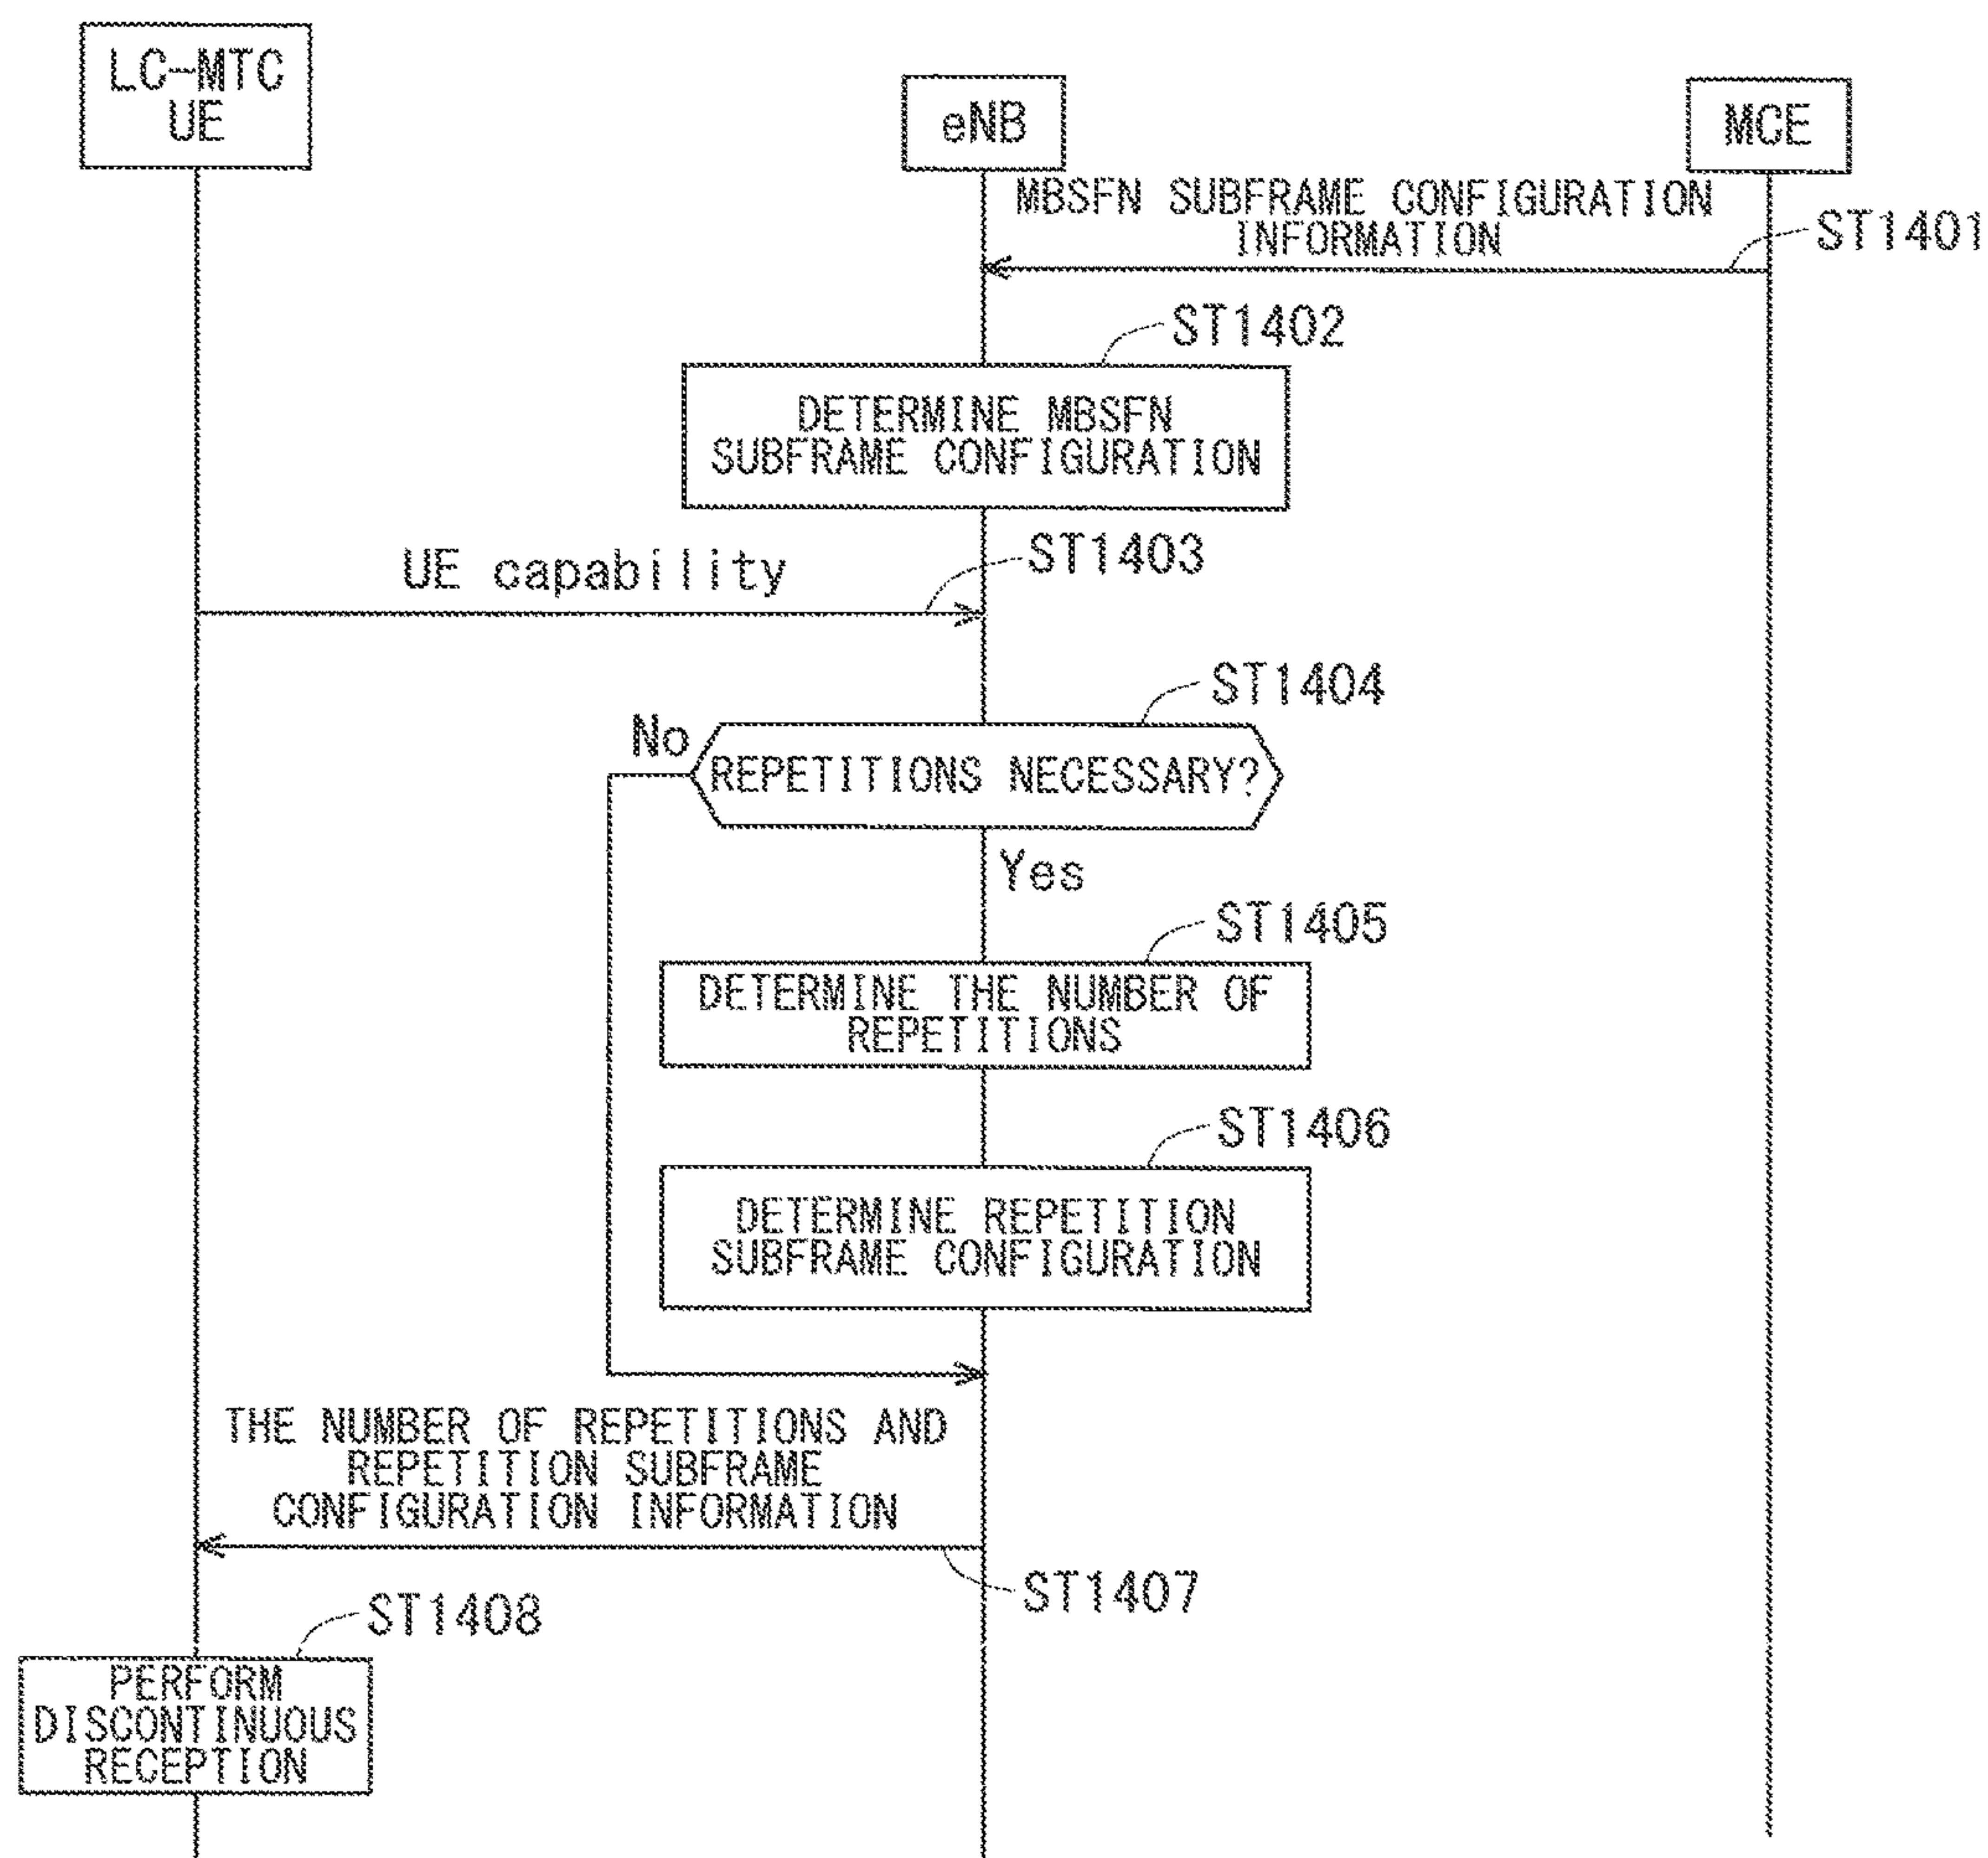 LC-MTC
UE
eNB
MCE
MBSFN SUBFRAME CONFIGURATION
INFORMATION
ST1401
ST1402
DETERMINE MBSFN
SUBFRAME CONFIGURATION
UE capability
ST1403
ST1404
No
REPETITIONS NECESSARY?
Yes
ST1405
DETERMINE THE NUMBER OF
REPETITIONS
ST1406
DETERMINE REPETITION
SUBFRAME CONFIGURATION
THE NUMBER OF REPETITIONS AND
REPETITION SUBFRAME
CONFIGURATION INFORMATION
ST1407
ST1408
PERFORM
DISCONTINUOUS
RECEPTION